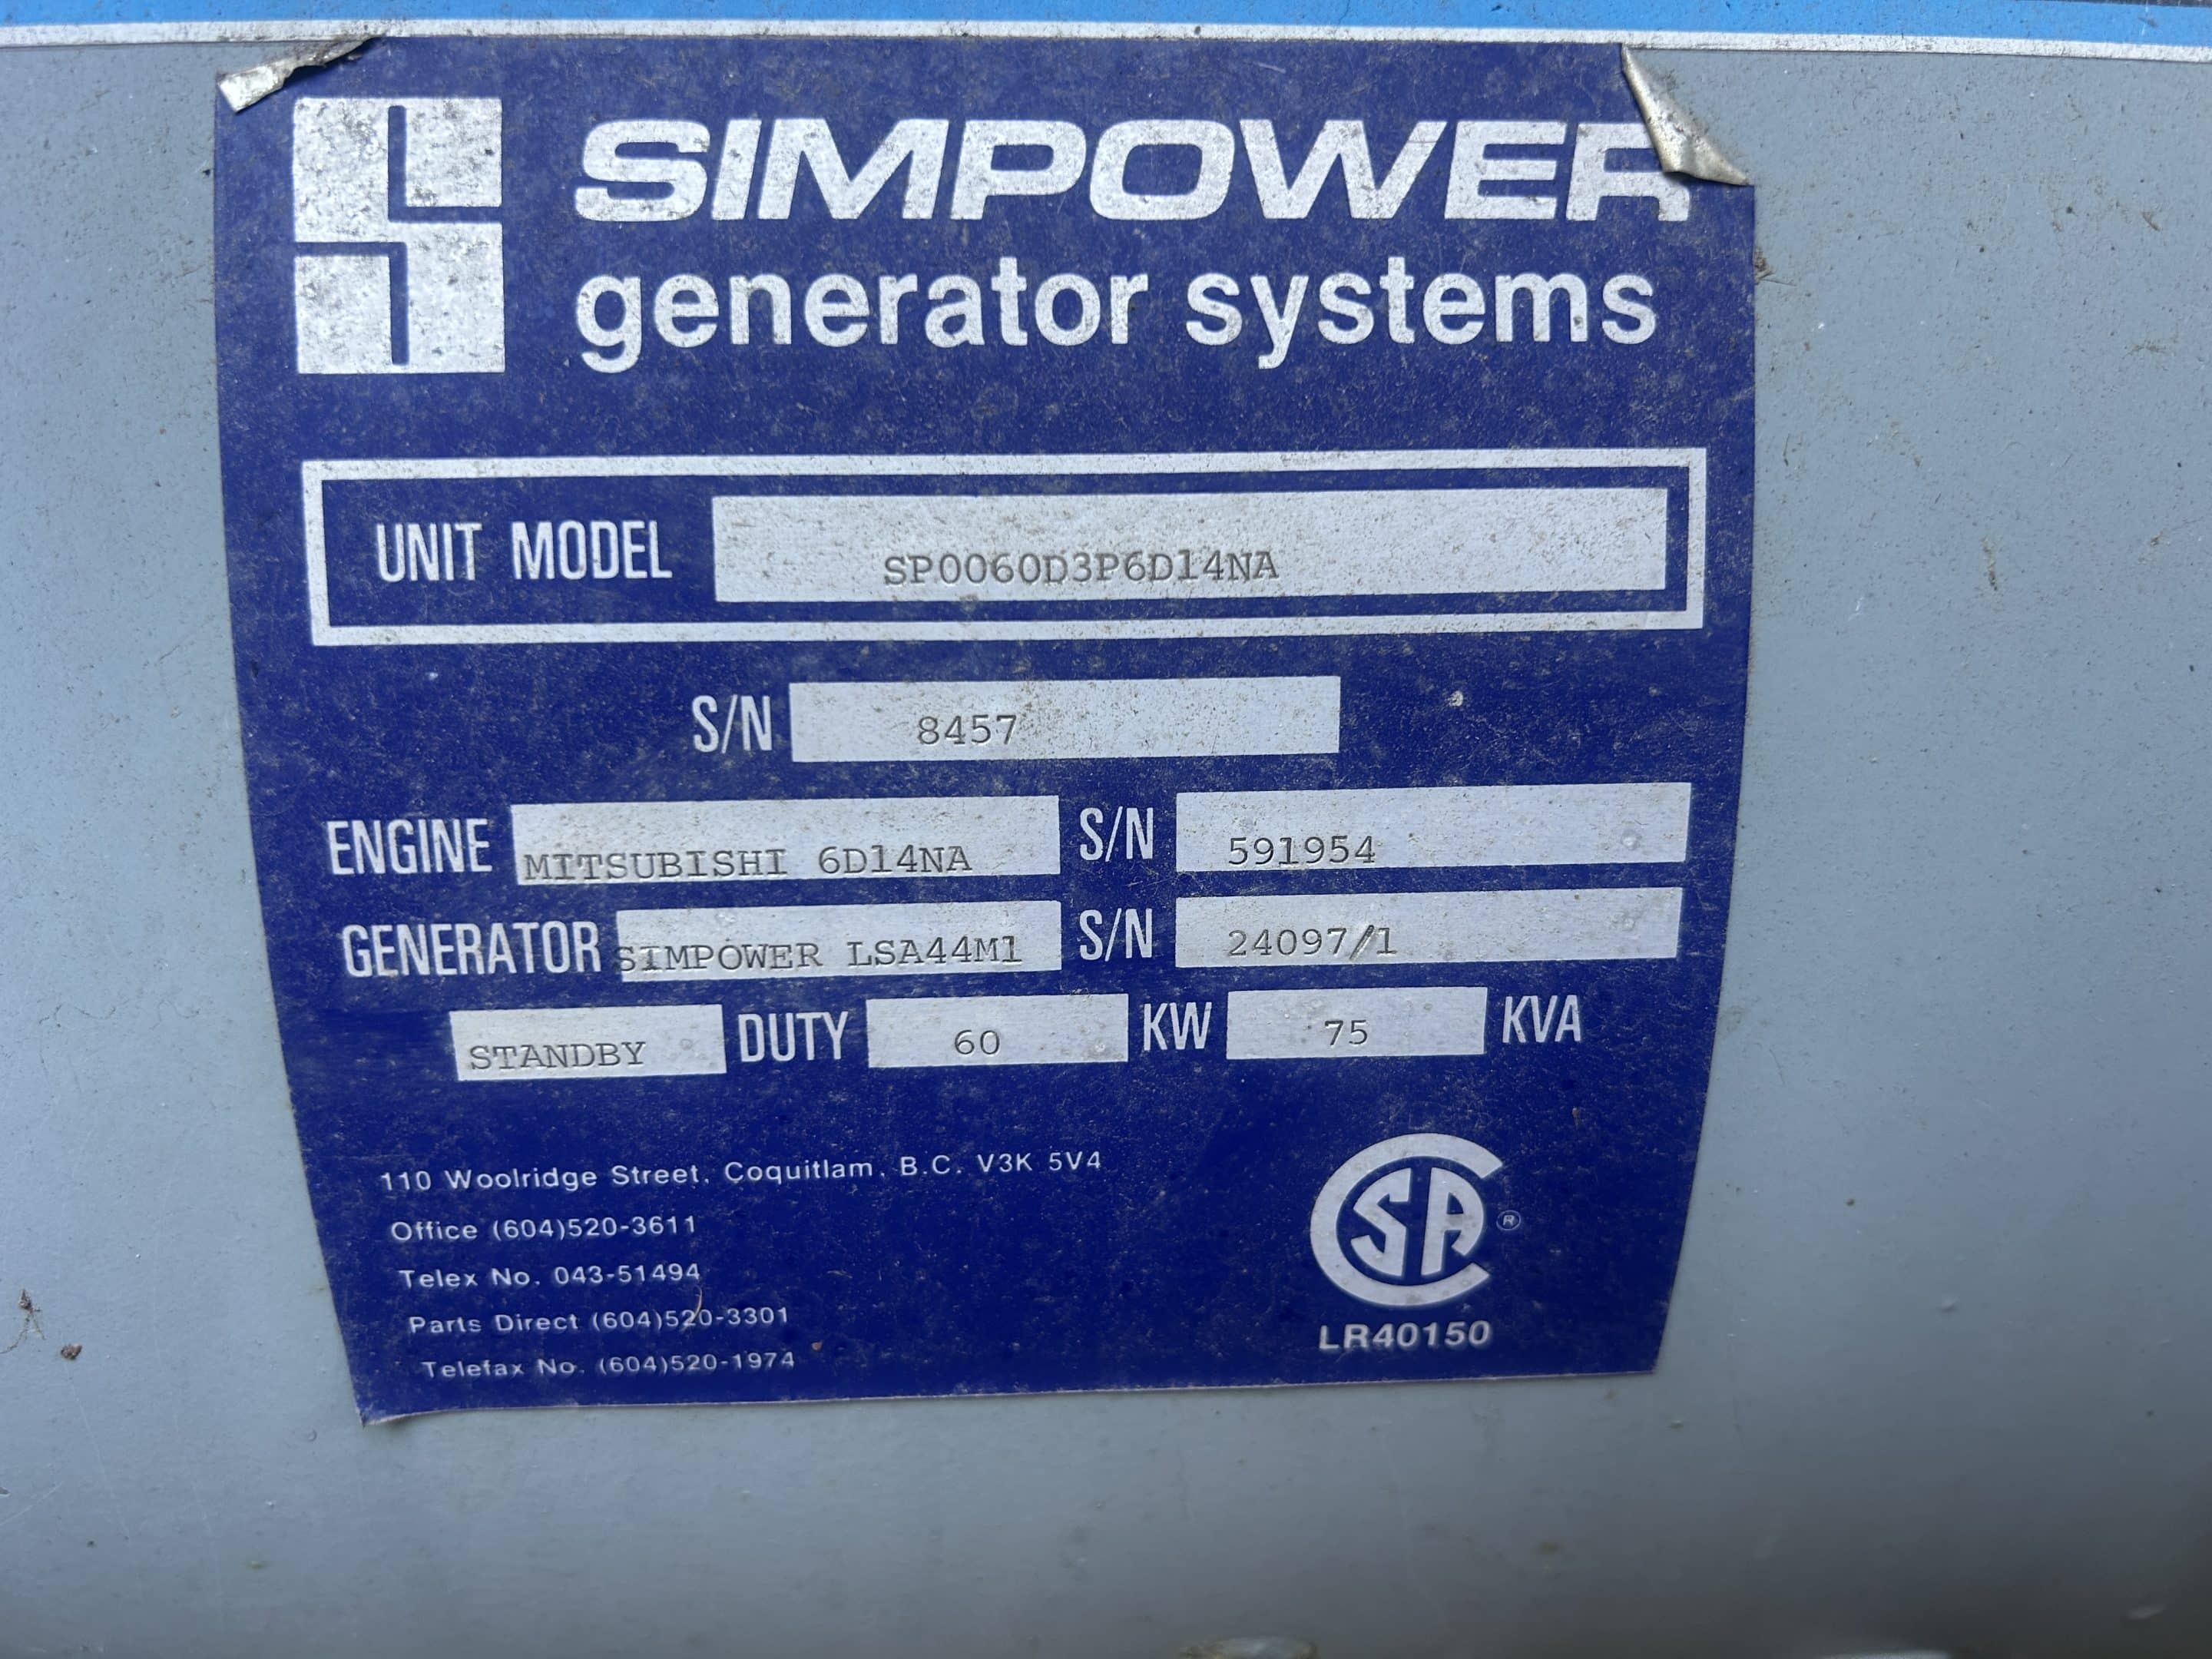 SIMPOWER
generator systems
UNIT MODEL SP0060D3P6D14NA
S/N 8457
ENGINE MITSUBISHI 6D14NA S/N 591954
GENERATOR SIMPOWER LSA44M1 S/N 24097/1
STANDBY DUTY 60 KW 75 KVA
110 Woolridge Street, Coquitlam, B.C. V3K 5V4
Office (604)520-3611
Telex No. 043-51494
Parts Direct (604)520-3301
Telefax No. (604)520-1974
CSA ®
LR40150